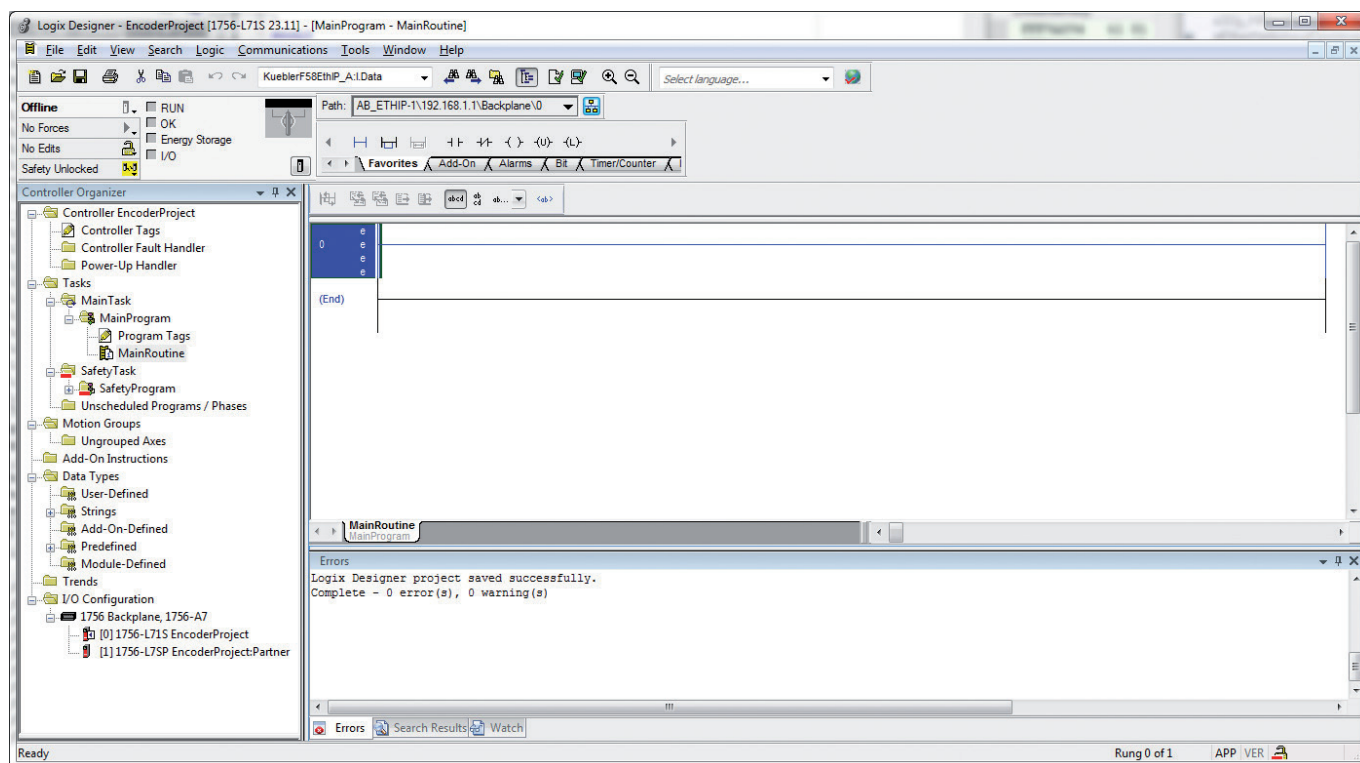 Logix Designer - EncoderProject [1756-L71S 23.11] - [MainProgram - MainRoutine]
File Edit View Search Logic Communications Tools Window Help
KueblerF58EthIP_A:I.Data
Select language...
Offline
RUN
No Forces
OK
No Edits
Energy Storage
Safety Unlocked
I/O
Path: AB_ETHIP-1\192.168.1.1\Backplane\0
(U) (L)
Favorites Add-On Alarms Bit Timer/Counter
Controller Organizer
abcd ab cd ab... <ab>
Controller EncoderProject
Controller Tags
Controller Fault Handler
Power-Up Handler
Tasks
MainTask
MainProgram
Program Tags
MainRoutine
SafetyTask
SafetyProgram
Unscheduled Programs / Phases
Motion Groups
Ungrouped Axes
Add-On Instructions
Data Types
User-Defined
Strings
Add-On-Defined
Predefined
Module-Defined
Trends
I/O Configuration
1756 Backplane, 1756-A7
[0] 1756-L71S EncoderProject
[1] 1756-L7SP EncoderProject:Partner
e
0 e
e
e
(End)
MainRoutine
MainProgram
Errors
Logix Designer project saved successfully.
Complete - 0 error(s), 0 warning(s)
Errors Search Results Watch
Ready
Rung 0 of 1 APP VER